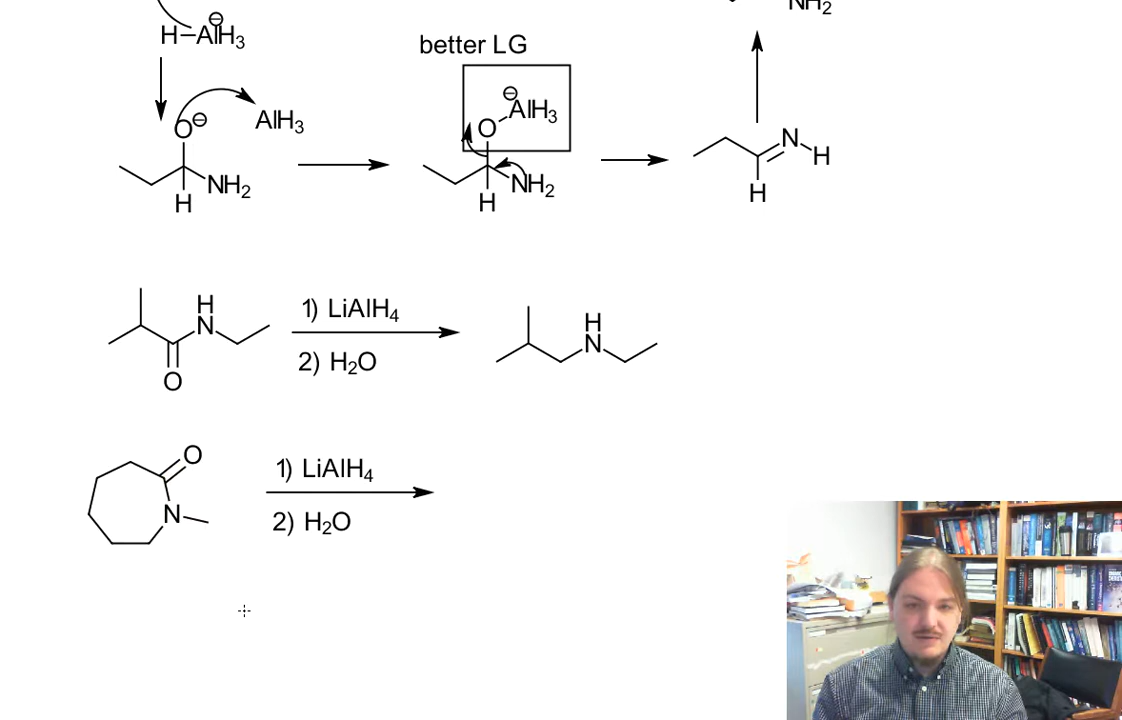 NH2
H–AlH3
⊖
better LG
O⊖ AlH3
NH2
H
⊖
O AlH3
NH2
H
N
H
H
H
N
O
1) LiAlH4
2) H2O
H
N
O
N
1) LiAlH4
2) H2O